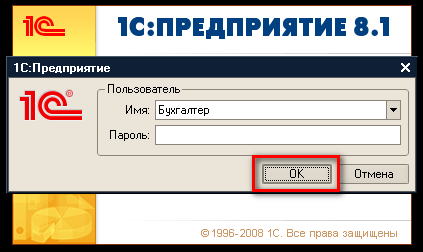 1С 1С:ПРЕДПРИЯТИЕ 8.1
1С:Предприятие
1С® Пользователь
Имя: Бухгалтер
Пароль:
OK Отмена
© 1996-2008 1С. Все права защищены